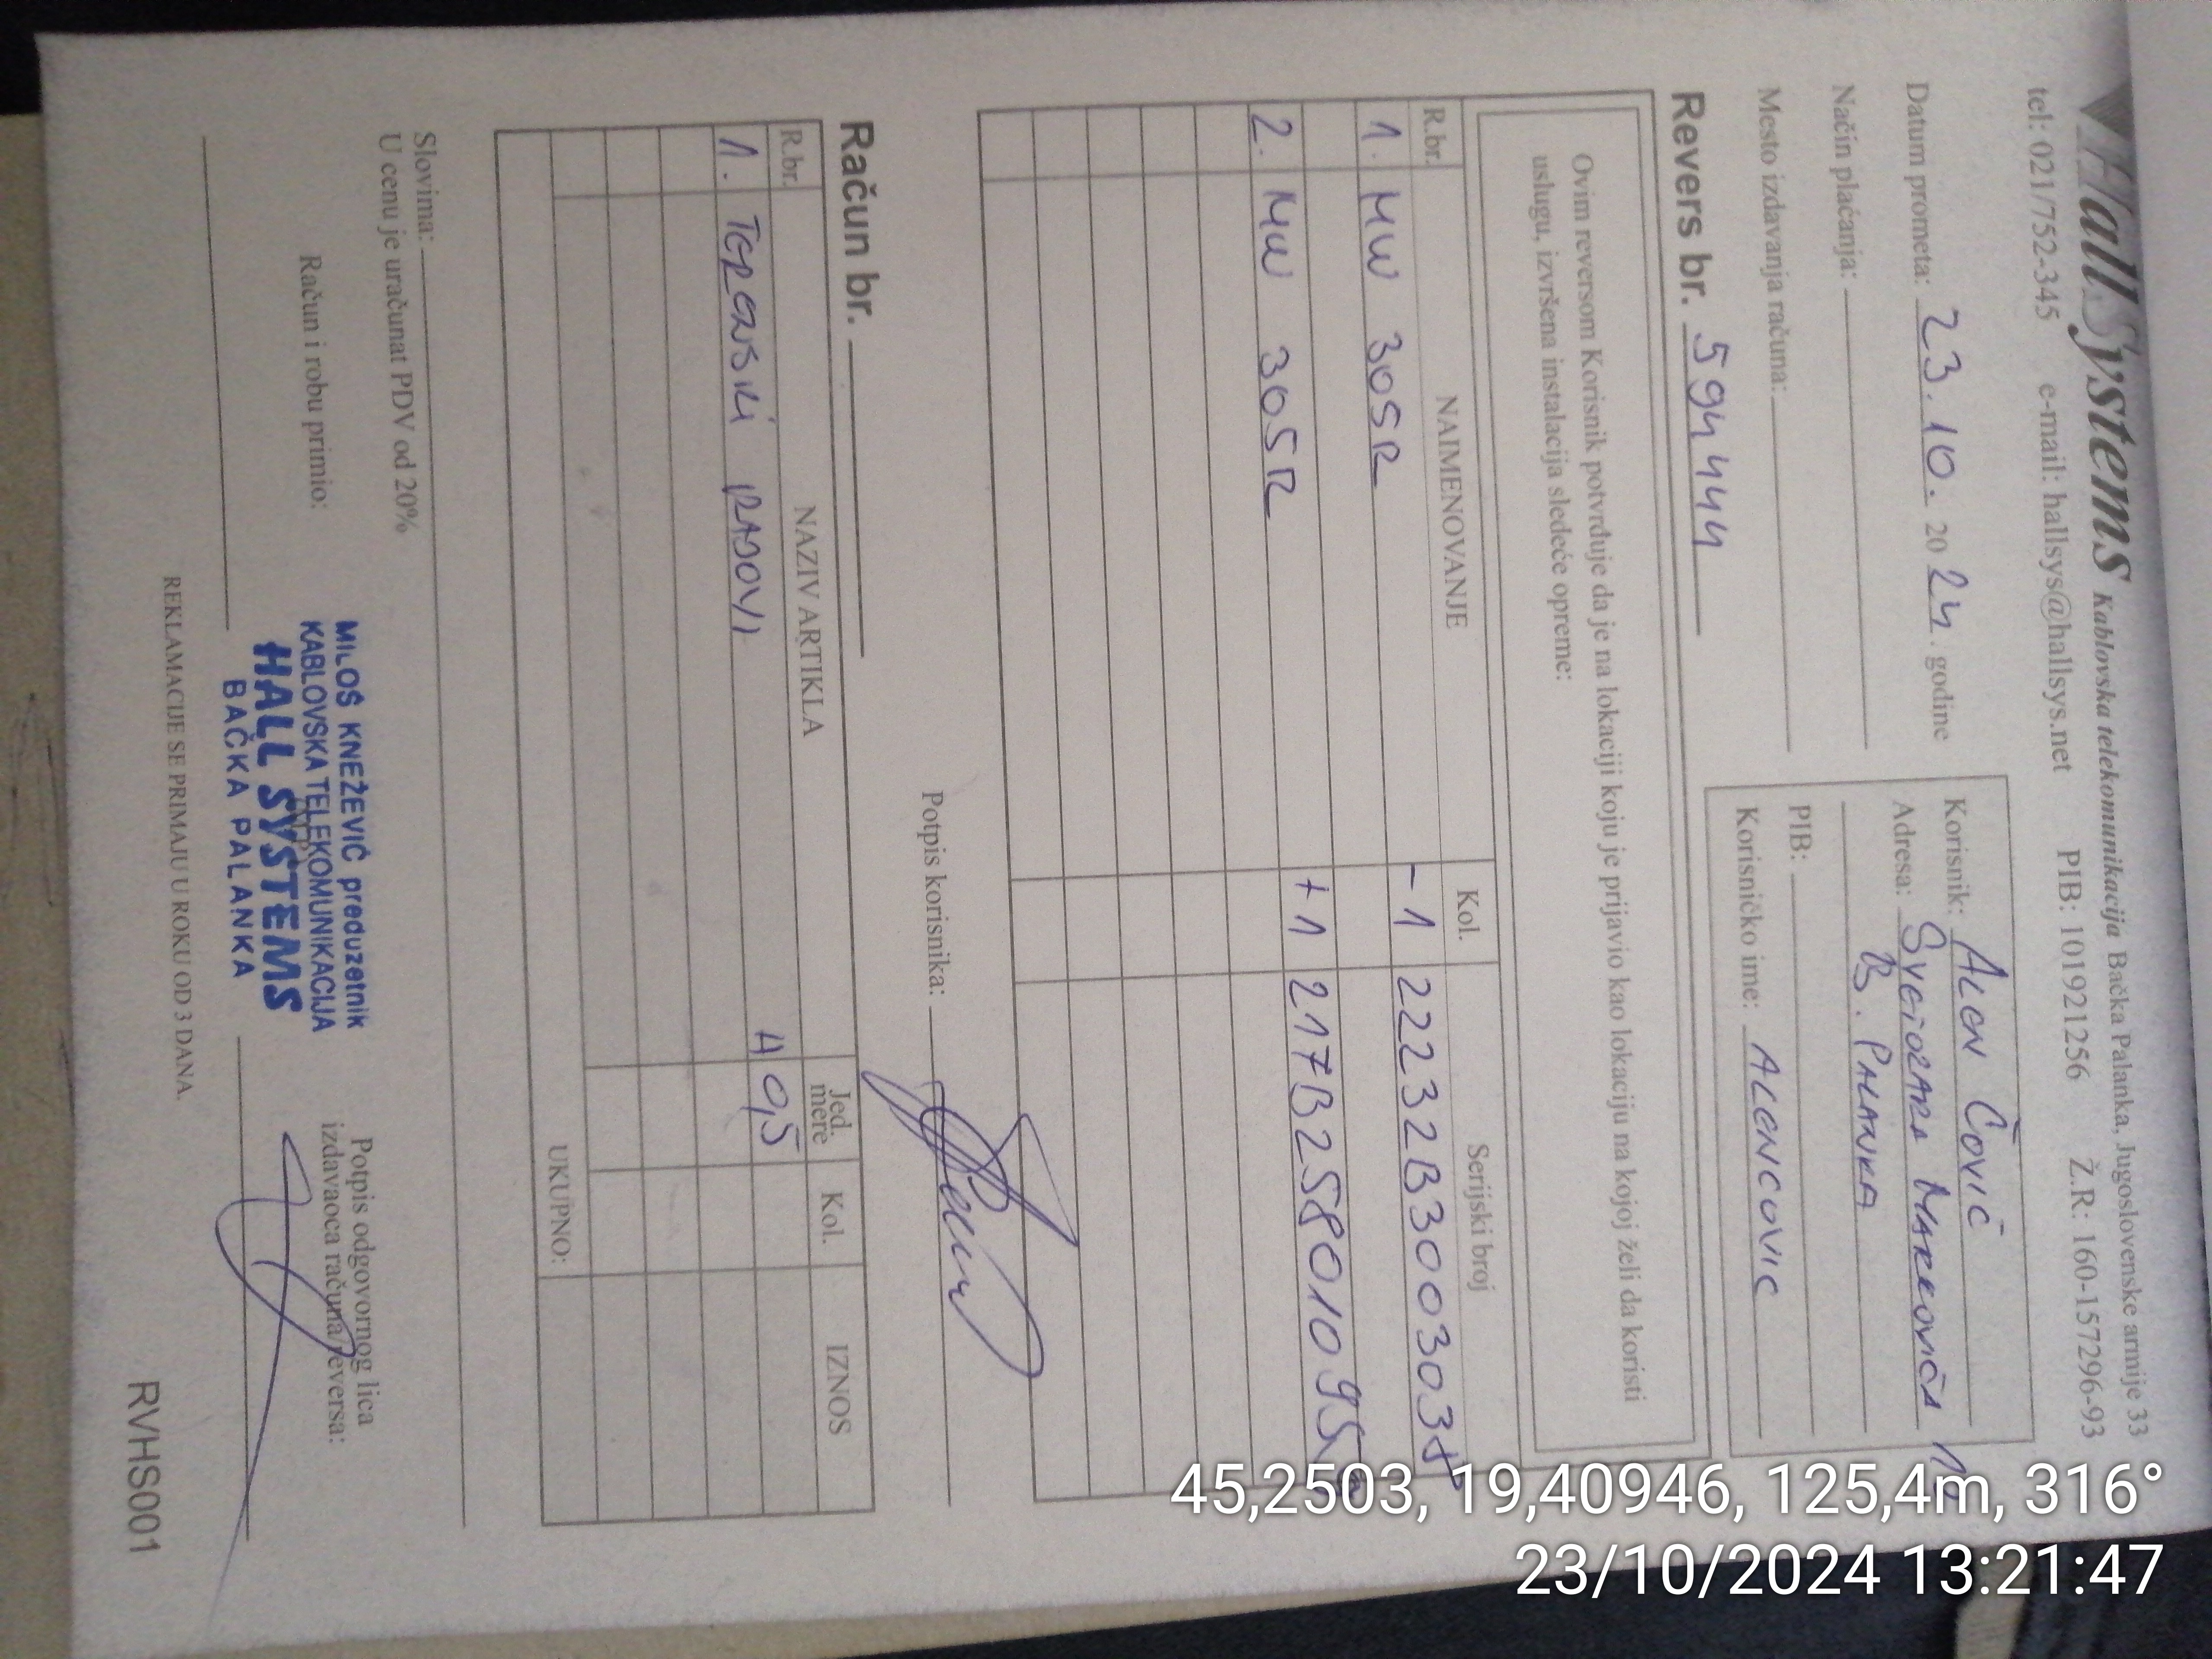 HallSystems Kablovska telekomunikacija Bačka Palanka, Jugoslovenske armije 33
tel: 021/752-345 e-mail: hallsys@hallsys.net PIB: 101921256 Ž.R: 160-157296-93
Datum prometa: 23.10. 2024. godine
Način plaćanja:
Mesto izdavanja računa:
Korisnik: Alen Čović
Adresa: Svetozara Markovića
B. Palanka
PIB:
Korisničko ime: ALENCOVIC
Revers br. 594444
Ovim reversom Korisnik potvrđuje da je na lokaciji koju je prijavio kao lokaciju na kojoj želi da koristi
uslugu, izvršena instalacija sledeće opreme:
R.br. NAIMENOVANJE Kol. Serijski broj
1. MW 305R -1
2. MW 305R +1
Potpis korisnika:
Račun br.
R.br. NAZIV ARTIKLA Jed. mere Kol. IZNOS
1. TERENSKI RADOVI H 0,5
UKUPNO:
Slovima:
U cenu je uračunat PDV od 20%
Račun i robu primio:
MILOŠ KNEŽEVIĆ preduzetnik
KABLOVSKA TELEKOMUNIKACIJA
HALL SYSTEMS
BAČKA PALANKA
Potpis odgovornog lica
izdavaoca računa/reversa:
REKLAMACIJE SE PRIMAJU U ROKU OD 3 DANA.
RVHS001
45,2503, 19,40946, 125,4m, 316°
23/10/2024 13:21:47